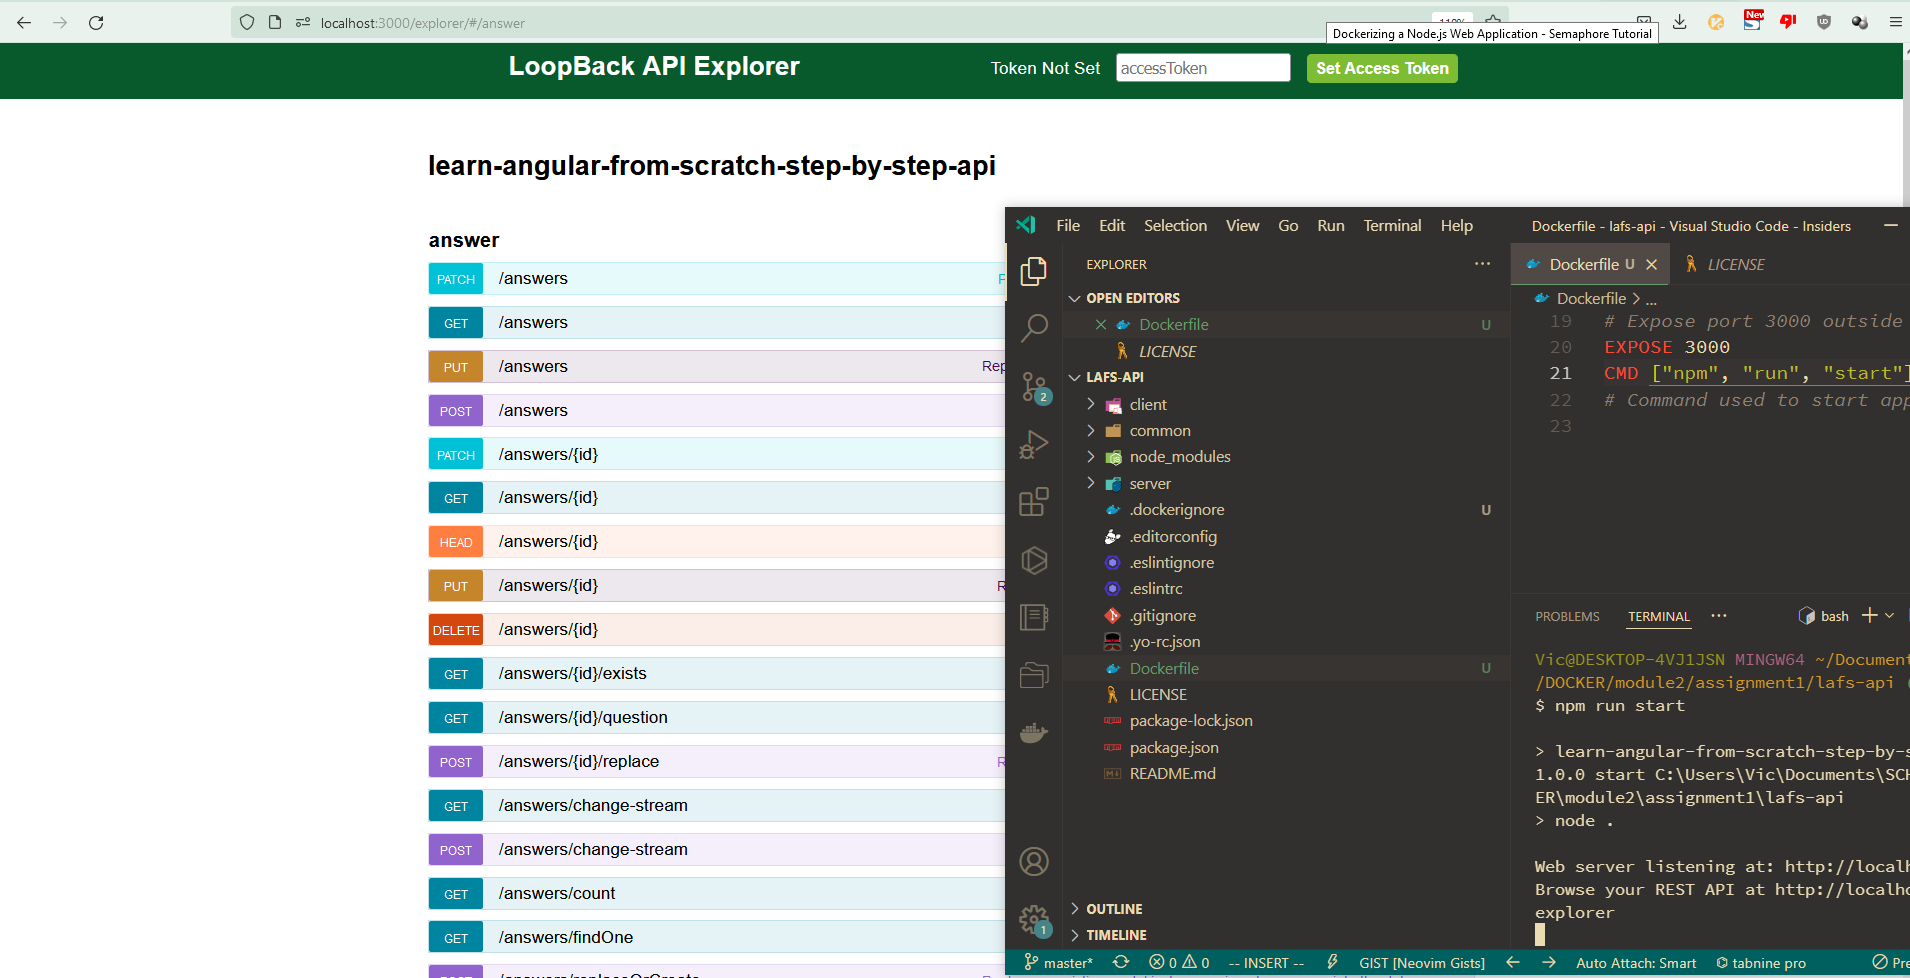 localhost:3000/explorer/#/answer
Dockerizing a Node.js Web Application - Semaphore Tutorial
New
LoopBack API Explorer
Token Not Set
accessToken
Set Access Token
learn-angular-from-scratch-step-by-step-api
answer
PATCH /answers
GET /answers
PUT /answers Rep
POST /answers
PATCH /answers/{id}
GET /answers/{id}
HEAD /answers/{id}
PUT /answers/{id} R
DELETE /answers/{id}
GET /answers/{id}/exists
GET /answers/{id}/question
POST /answers/{id}/replace R
GET /answers/change-stream
POST /answers/change-stream
GET /answers/count
GET /answers/findOne
File Edit Selection View Go Run Terminal Help
Dockerfile - lafs-api - Visual Studio Code - Insiders
EXPLORER
OPEN EDITORS
Dockerfile U
LICENSE
LAFS-API
client
common
node_modules
server
.dockerignore U
.editorconfig
.eslintignore
.eslintrc
.gitignore
.yo-rc.json
Dockerfile U
LICENSE
package-lock.json
package.json
README.md
OUTLINE
TIMELINE
2
1
Dockerfile U
LICENSE
Dockerfile > ...
19 # Expose port 3000 outside
20 EXPOSE 3000
21 CMD ["npm", "run", "start"]
22 # Command used to start app
23
PROBLEMS TERMINAL ... bash
Vic@DESKTOP-4VJ1JSN MINGW64 ~/Document
/DOCKER/module2/assignment1/lafs-api (
$ npm run start
> learn-angular-from-scratch-step-by-s
1.0.0 start C:\Users\Vic\Documents\SCH
ER\module2\assignment1\lafs-api
> node .
Web server listening at: http://localh
Browse your REST API at http://localho
explorer
master* 0 0 -- INSERT -- GIST [Neovim Gists] Auto Attach: Smart tabnine pro Pre